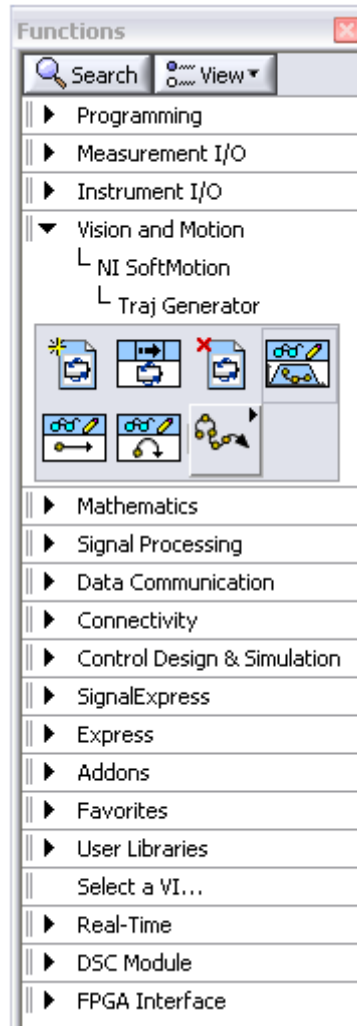 Functions
Search View
Programming
Measurement I/O
Instrument I/O
Vision and Motion
NI SoftMotion
Traj Generator
Mathematics
Signal Processing
Data Communication
Connectivity
Control Design & Simulation
SignalExpress
Express
Addons
Favorites
User Libraries
Select a VI...
Real-Time
DSC Module
FPGA Interface